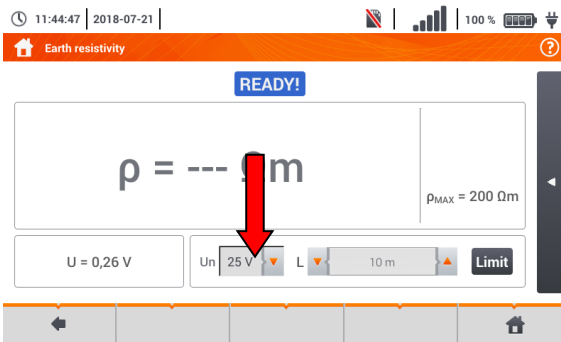 11:44:47 2018-07-21 100 %
Earth resistivity ?
READY!
ρ = --- Ωm
ρMAX = 200 Ωm
U = 0,26 V Un 25 V L 10 m Limit